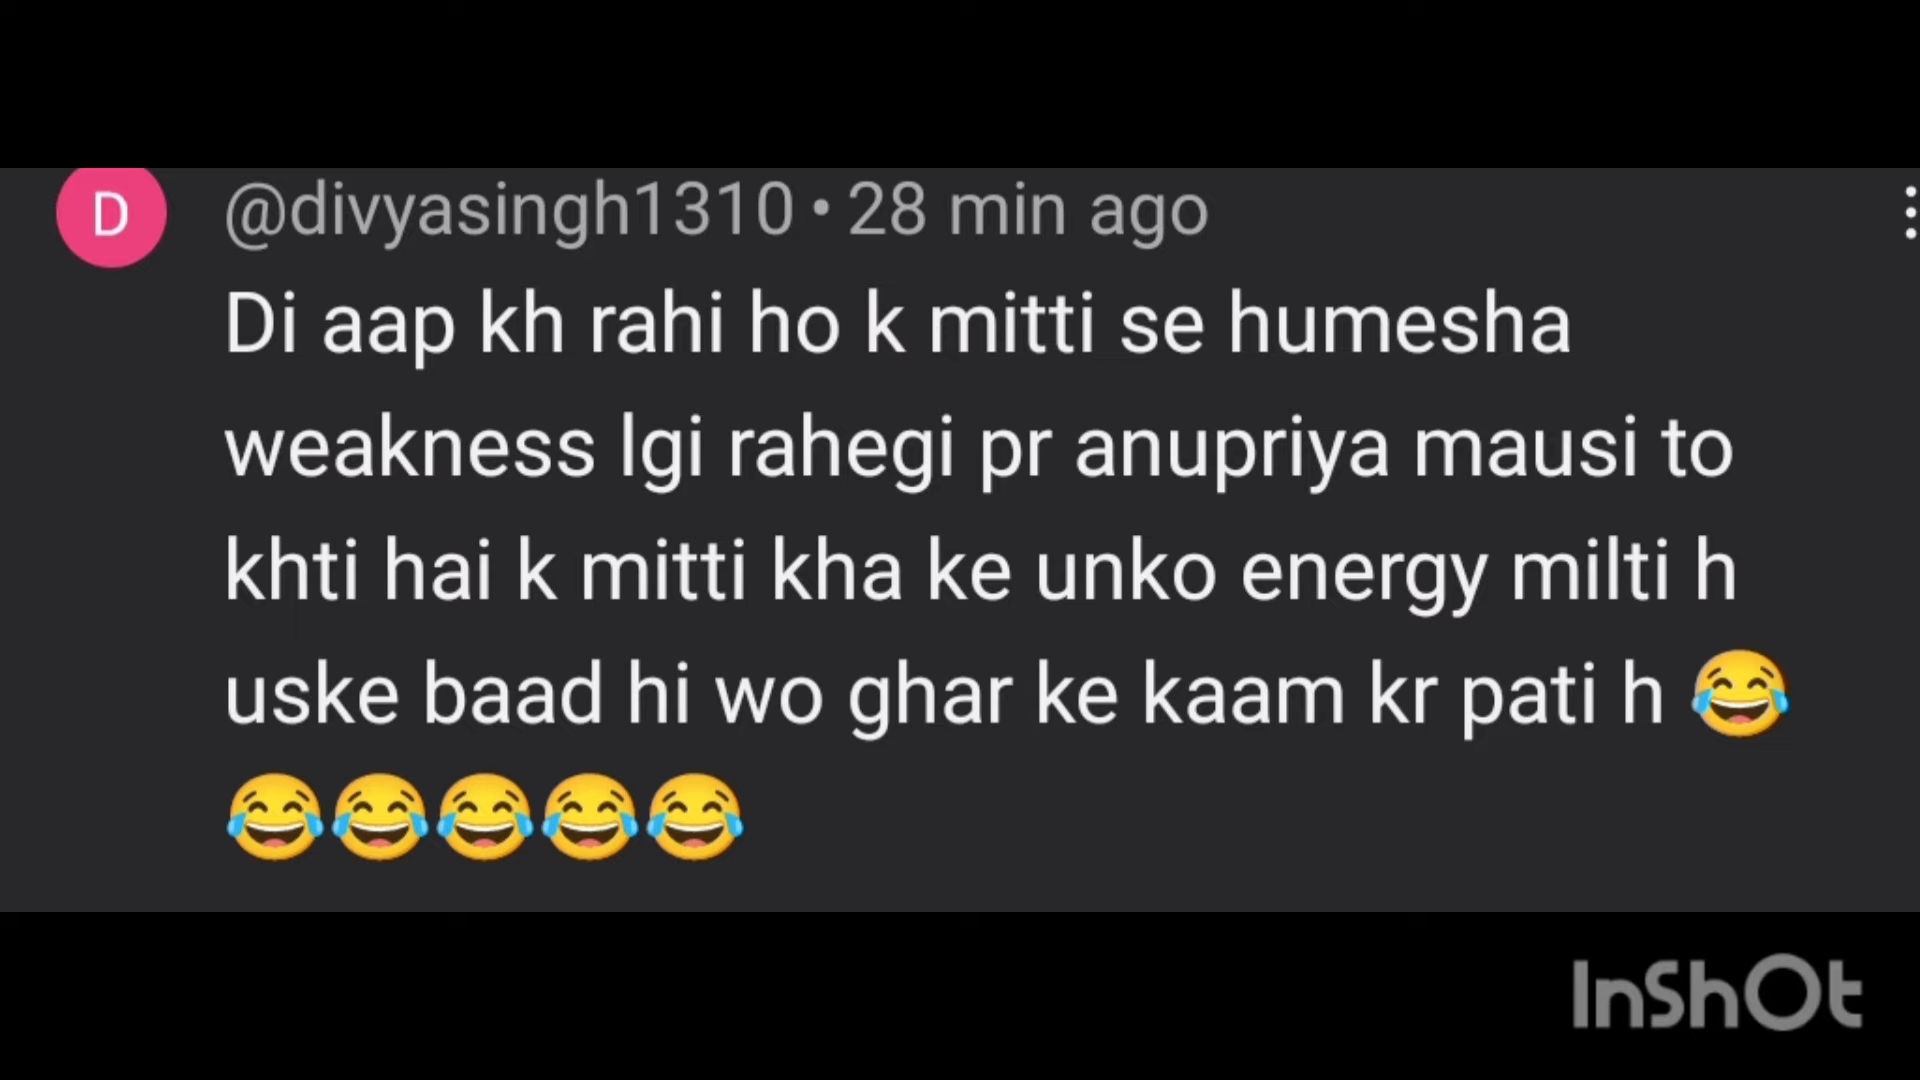 D @divyasingh1310 • 28 min ago
Di aap kh rahi ho k mitti se humesha
weakness lgi rahegi pr anupriya mausi to
khti hai k mitti kha ke unko energy milti h
uske baad hi wo ghar ke kaam kr pati h 😂
😂😂😂😂😂
InShOt